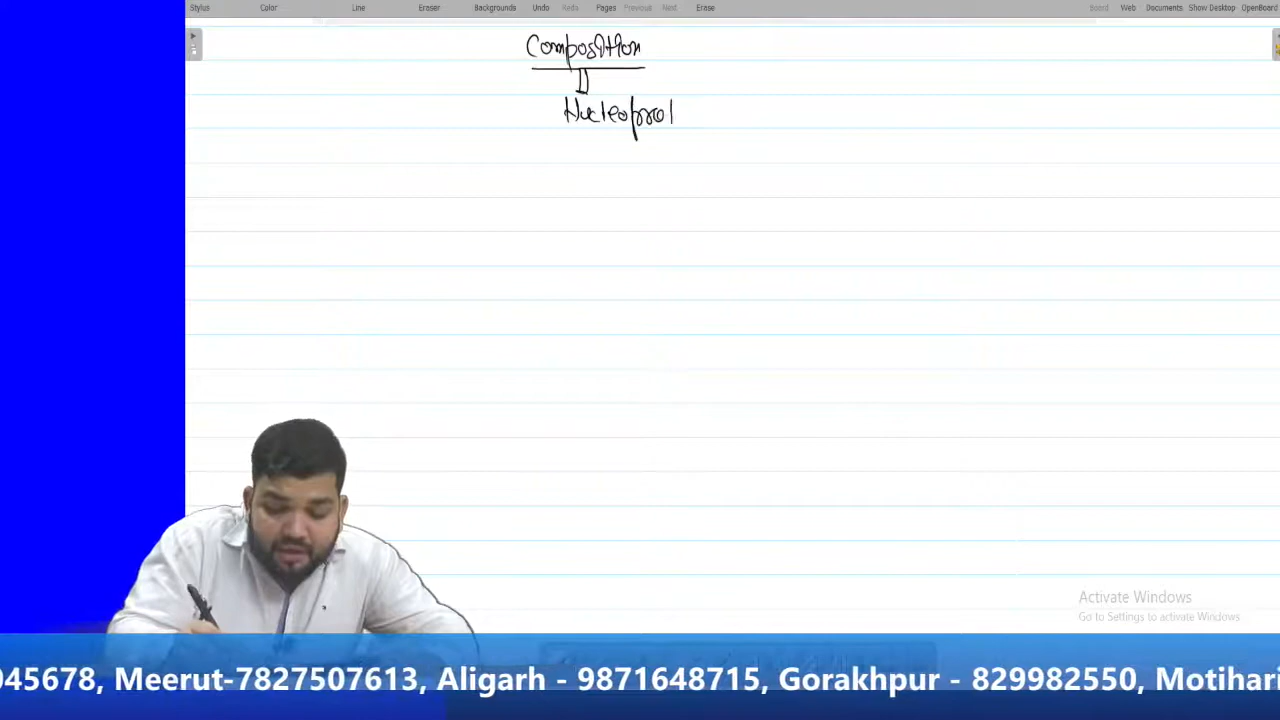 Stylus Color Line Eraser Backgrounds Undo Redo Pages Previous Next Erase Board Web Documents Show Desktop OpenBoard
Composition
Nucleoprot
Activate Windows
Go to Settings to activate Windows
045678, Meerut-7827507613, Aligarh - 9871648715, Gorakhpur - 829982550, Motihari